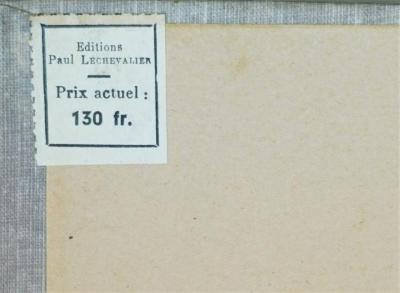 Editions
Paul LECHEVALIER
Prix actuel :
130 fr.